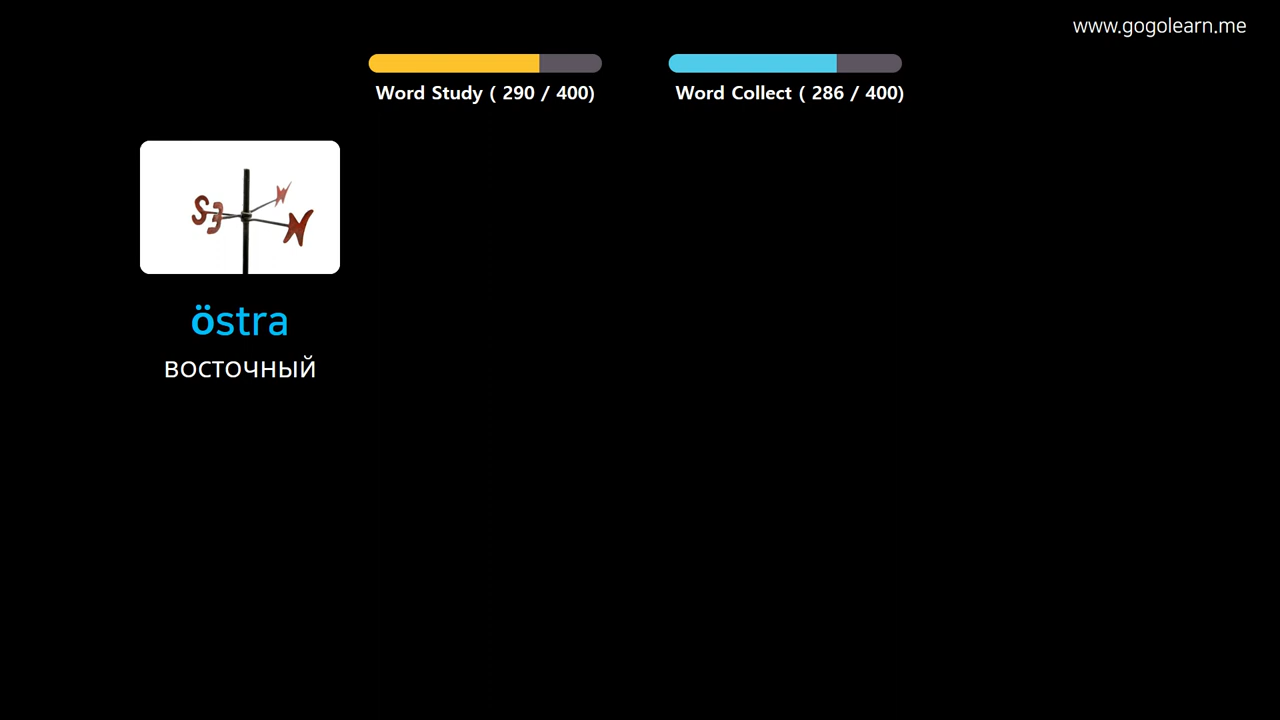 www.gogolearn.me
Word Study ( 290 / 400)
Word Collect ( 286 / 400)
S E N
östra
восточный